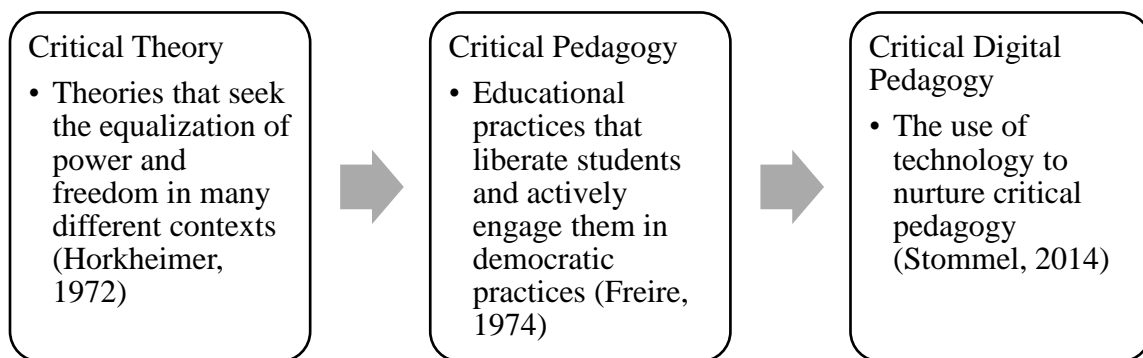 Critical Theory
• Theories that seek
the equalization of
power and
freedom in many
different contexts
(Horkheimer,
1972)
Critical Pedagogy
• Educational
practices that
liberate students
and actively
engage them in
democratic
practices (Freire,
1974)
Critical Digital
Pedagogy
• The use of
technology to
nurture critical
pedagogy
(Stommel, 2014)